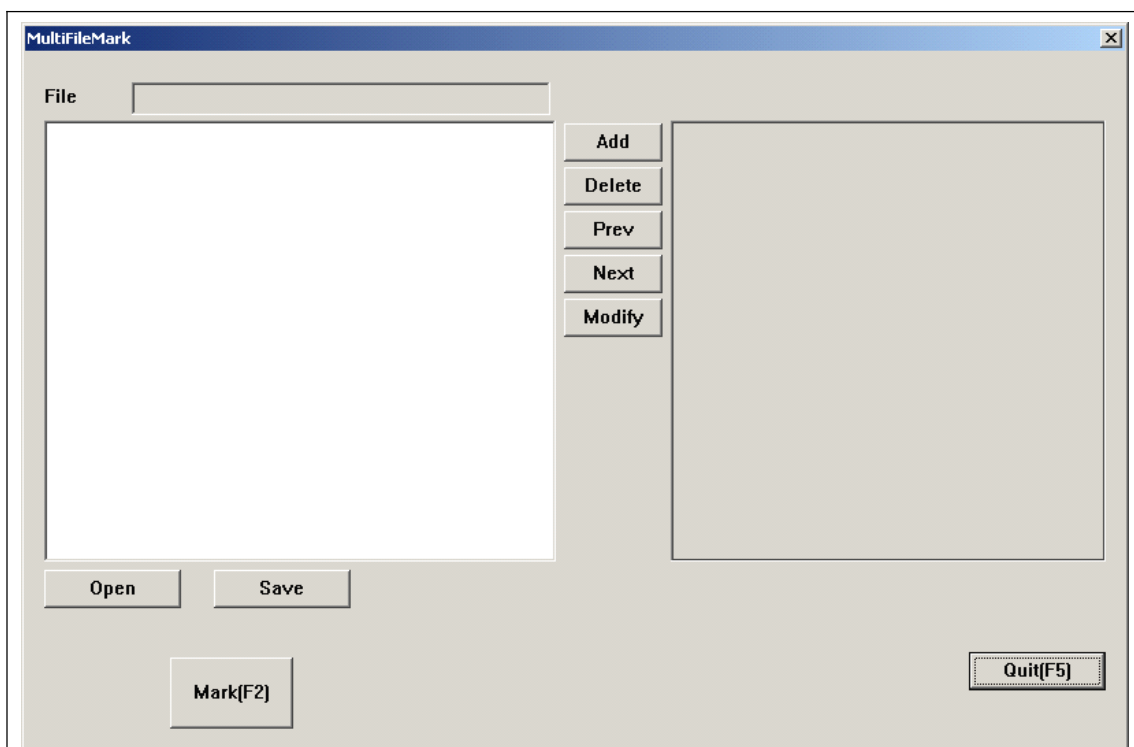 MultiFileMark
File
Add
Delete
Prev
Next
Modify
Open Save
Mark(F2)
Quit(F5)